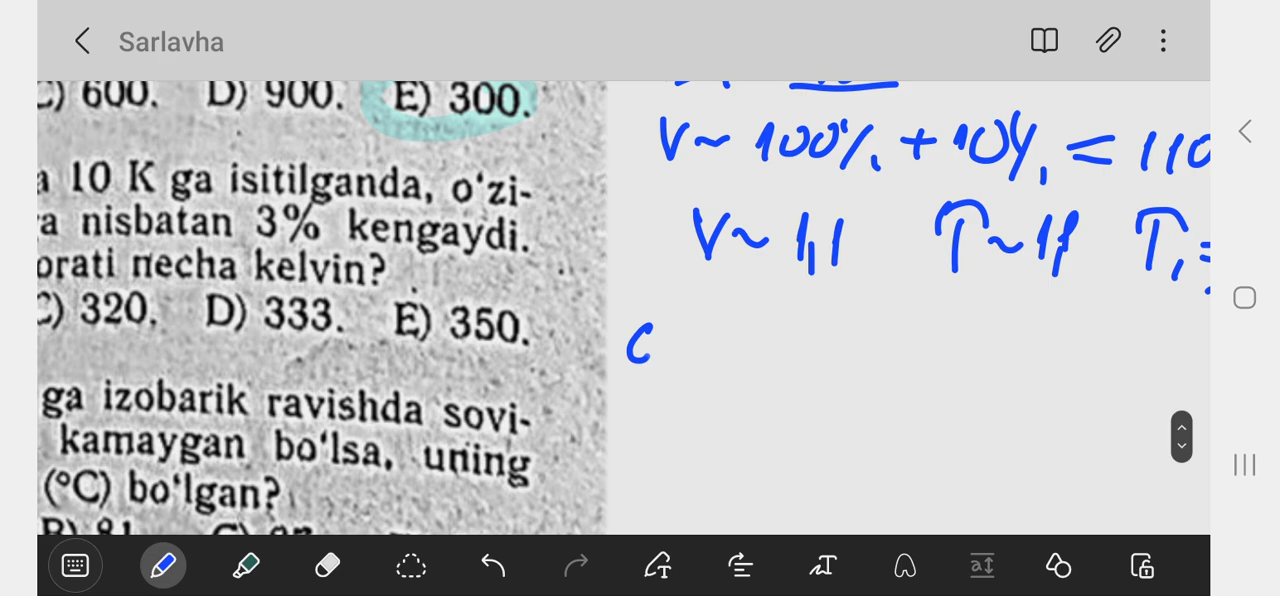 Sarlavha
C) 600. D) 900. E) 300.
10 K ga isitilganda, o'zi-
nisbatan 3% kengaydi.
necha kelvin?
C) 320. D) 333. E) 350.
ga izobarik ravishda sovi-
kamaygan bo'lsa, uning
(°C) bo'lgan?
V~ 100% + 10% = 110
V~ 1,1 T~1,1 T₁ =
C